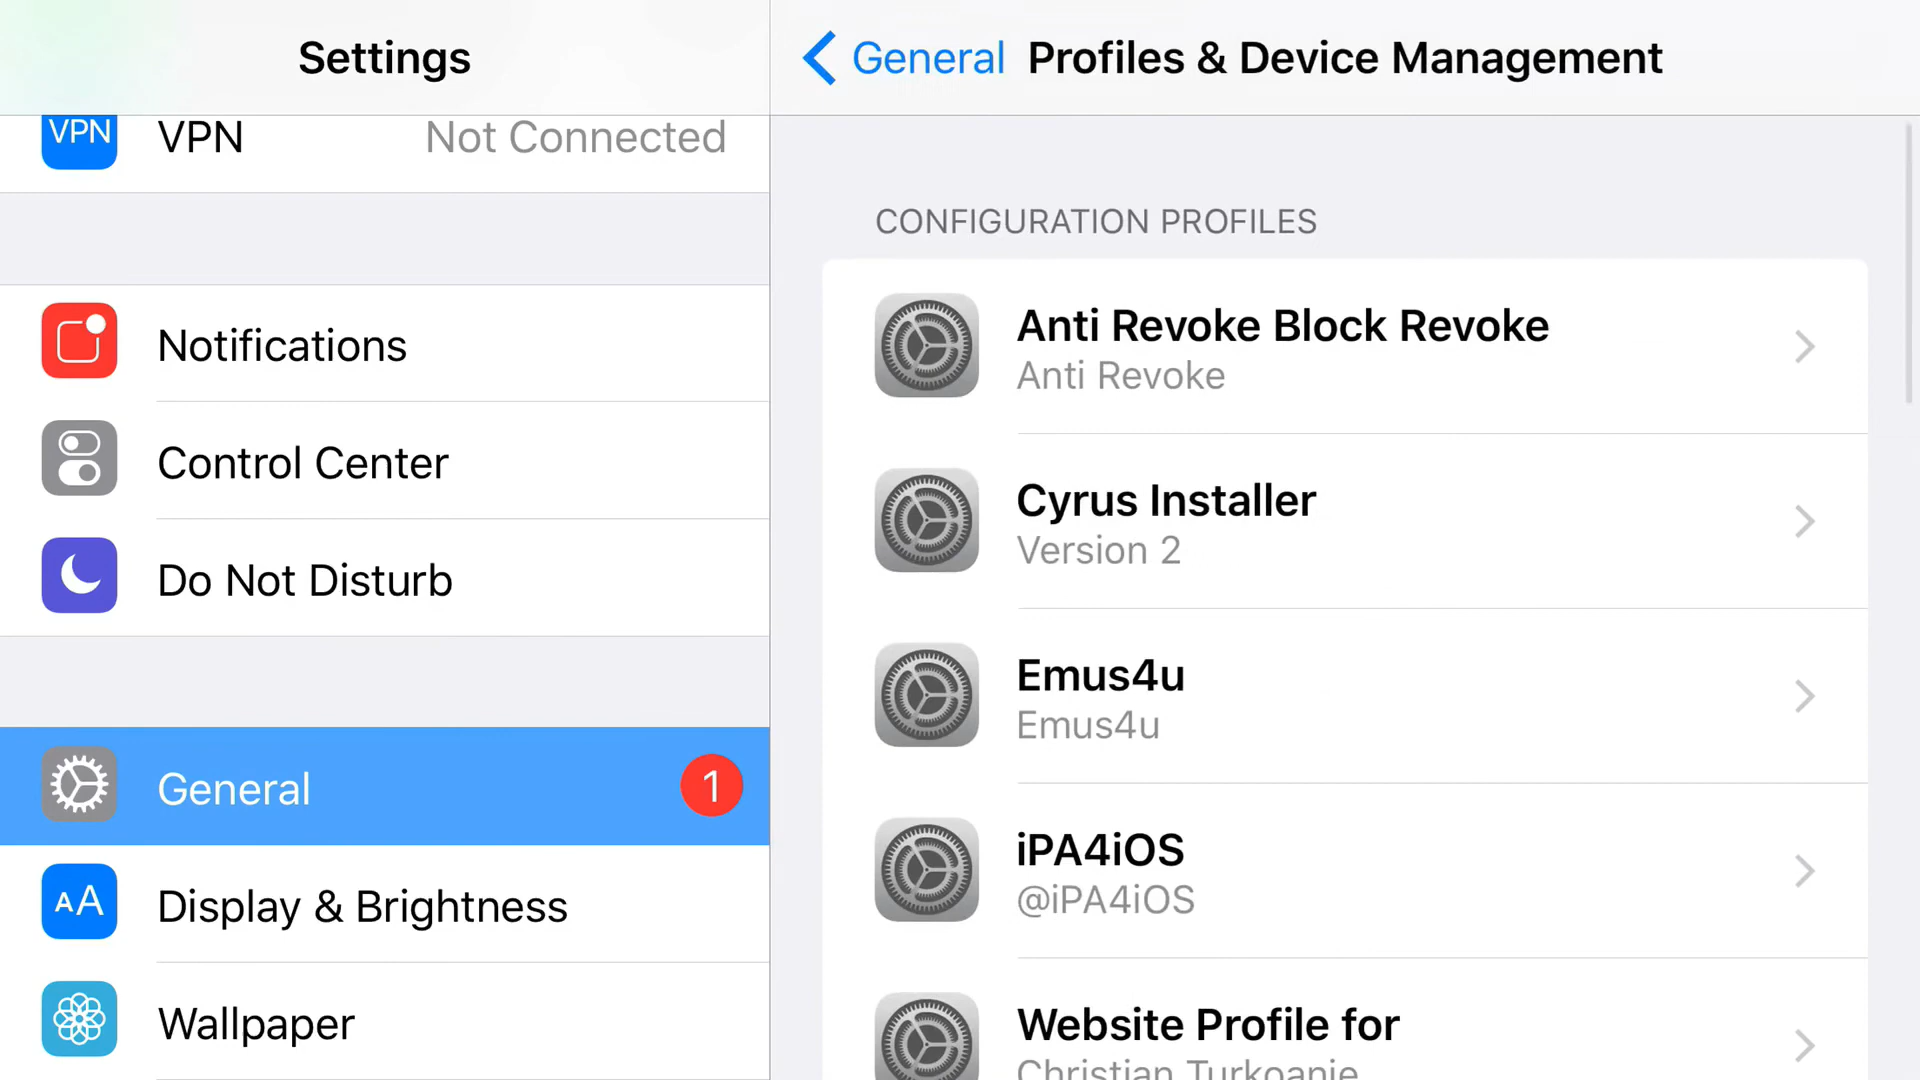 Settings
VPN
VPN
Not Connected
Notifications
Control Center
Do Not Disturb
General
1
AA
Display & Brightness
Wallpaper
General
Profiles & Device Management
CONFIGURATION PROFILES
Anti Revoke Block Revoke
Anti Revoke
Cyrus Installer
Version 2
Emus4u
Emus4u
iPA4iOS
@iPA4iOS
Website Profile for
Christian Turkoanje